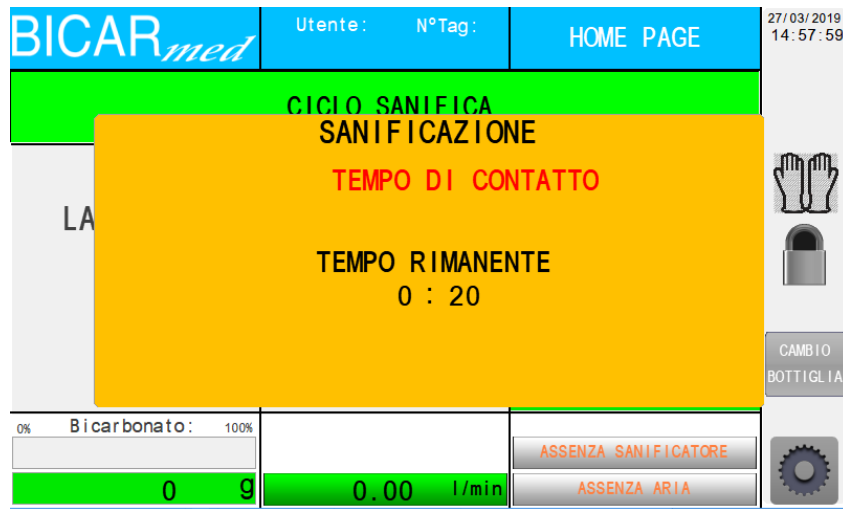 BICARmed
Utente: N°Tag:
HOME PAGE
27/03/2019
14:57:59
CICLO SANIFICA
SANIFICAZIONE
TEMPO DI CONTATTO
LA
TEMPO RIMANENTE
0 : 20
CAMBIO
BOTTIGLIA
0% Bicarbonato: 100%
ASSENZA SANIFICATORE
0 g
0.00 l/min
ASSENZA ARIA